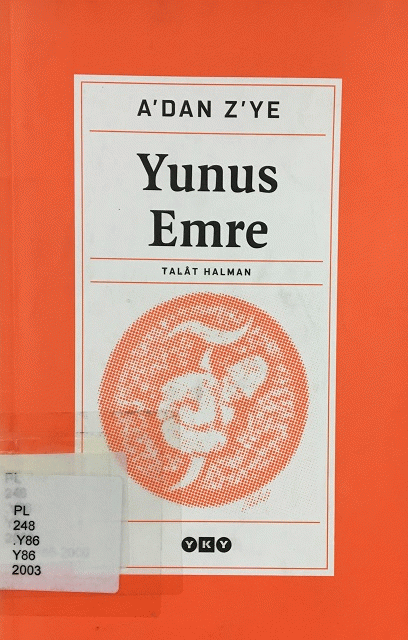 A'DAN Z'YE
Yunus
Emre
TALÂT HALMAN
PL
248
.Y86
Y86
2003
YKY